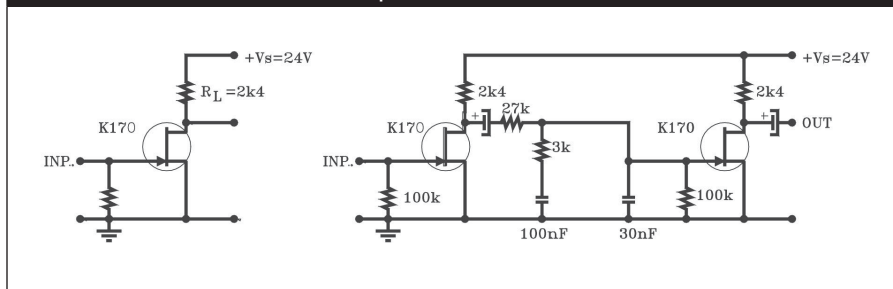 +Vs=24V
RL=2k4
K170
INP..
+Vs=24V
2k4
27k
2k4
K170
+
3k
K170
+
OUT
INP..
100k
100k
100nF
30nF